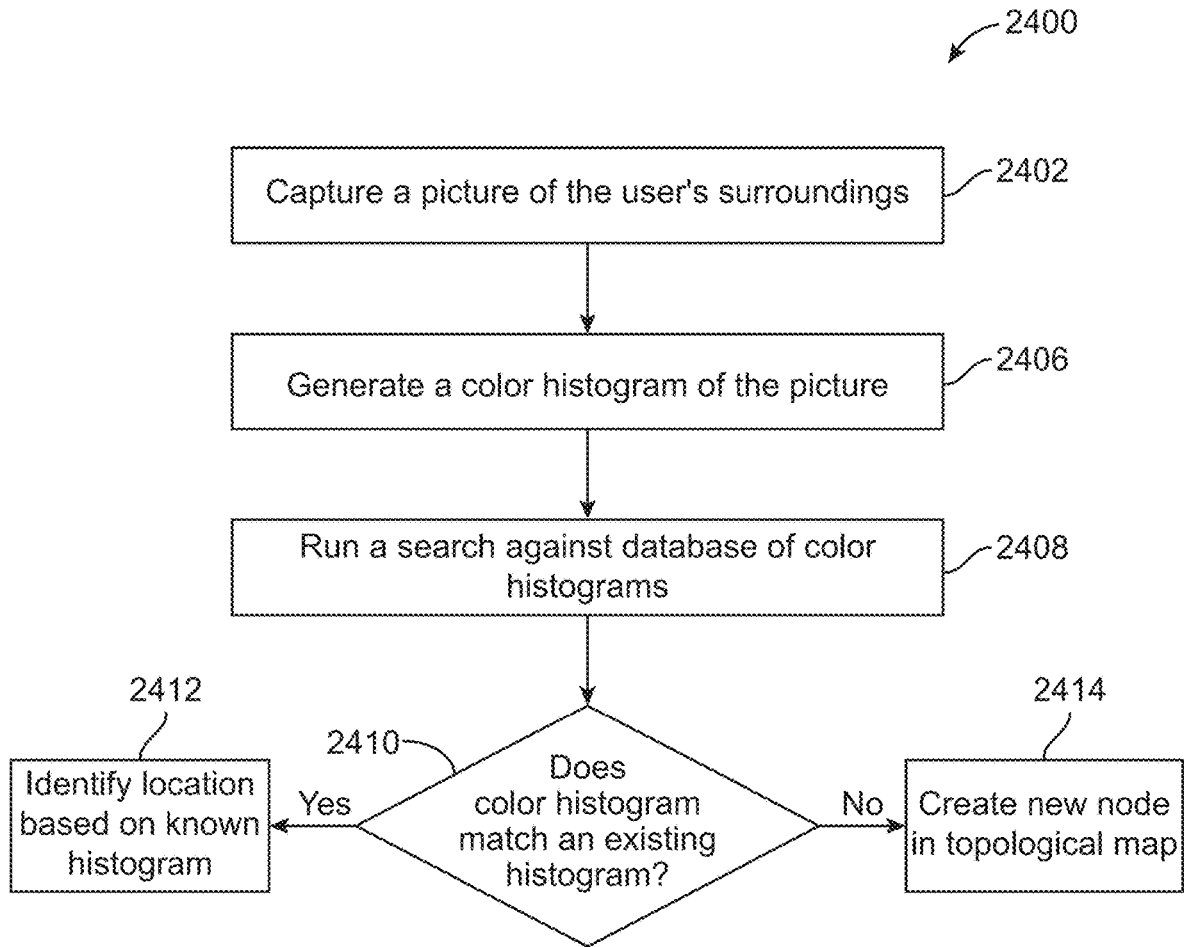 2400
Capture a picture of the user's surroundings
2402
Generate a color histogram of the picture
2406
Run a search against database of color
histograms
2408
2412
Identify location
based on known
histogram
Yes
2410
Does
color histogram
match an existing
histogram?
No
2414
Create new node
in topological map